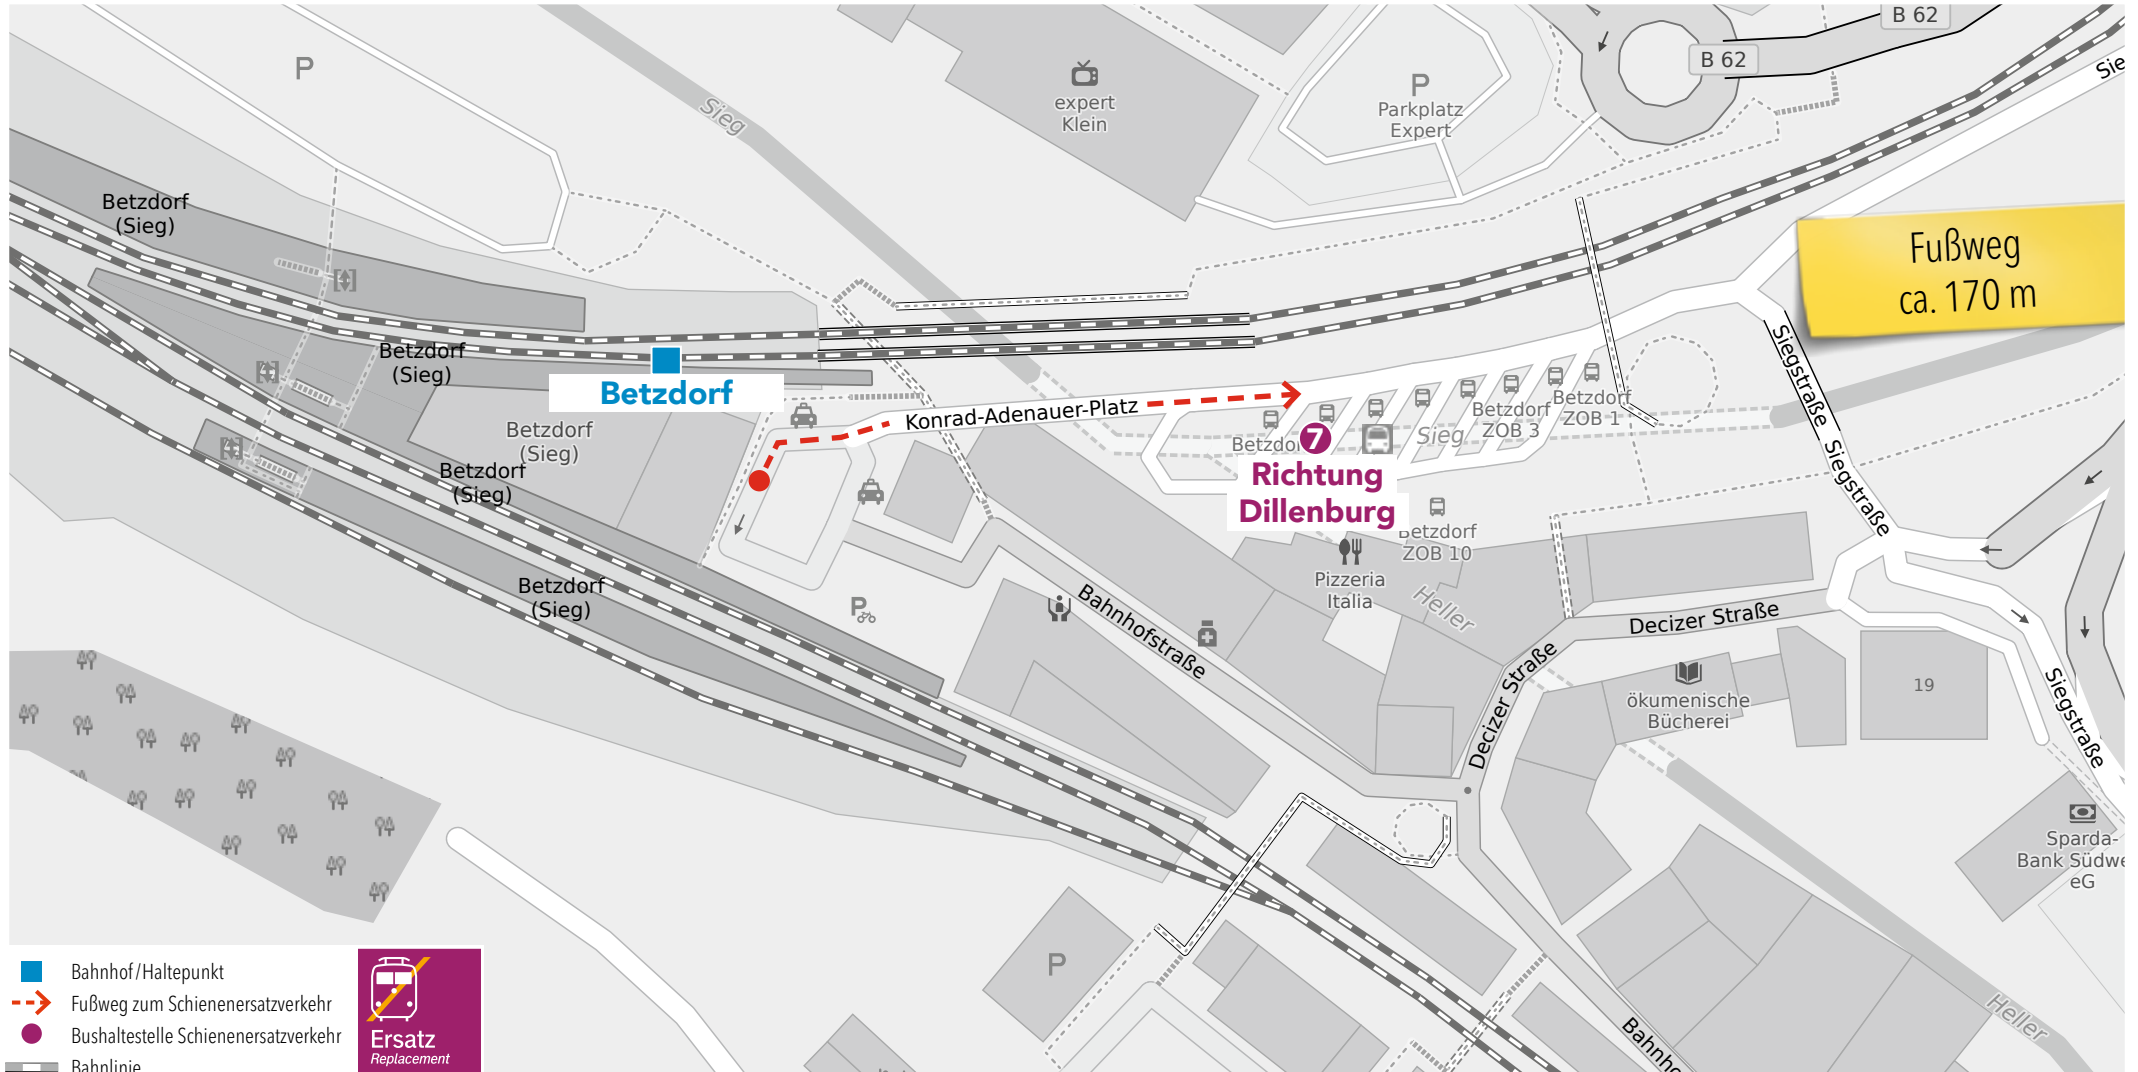 B 62
B 62
P
Sieg
expert
Klein
P
Parkplatz
Expert
Betzdorf
(Sieg)
Fußweg
ca. 170 m
Betzdorf
(Sieg)
Betzdorf
Konrad-Adenauer-Platz
Betzdorf
(Sieg)
Betzdorf
(Sieg)
Betzdorf
(Sieg)
7
Richtung
Dillenburg
Sieg
Betzdorf
ZOB 3
Betzdorf
ZOB 1
Betzdorf
ZOB 10
Siegstraße
Siegstraße
Pizzeria
Italia
Heller
P
Bahnhofstraße
Decizer Straße
Decizer Straße
ökumenische
Bücherei
19
Siegstraße
Sparda-
Bank Südwe
eG
P
Heller
Bahnho
Bahnhof/Haltepunkt
Fußweg zum Schienenersatzverkehr
Bushaltestelle Schienenersatzverkehr
Bahnlinie
Ersatz
Replacement